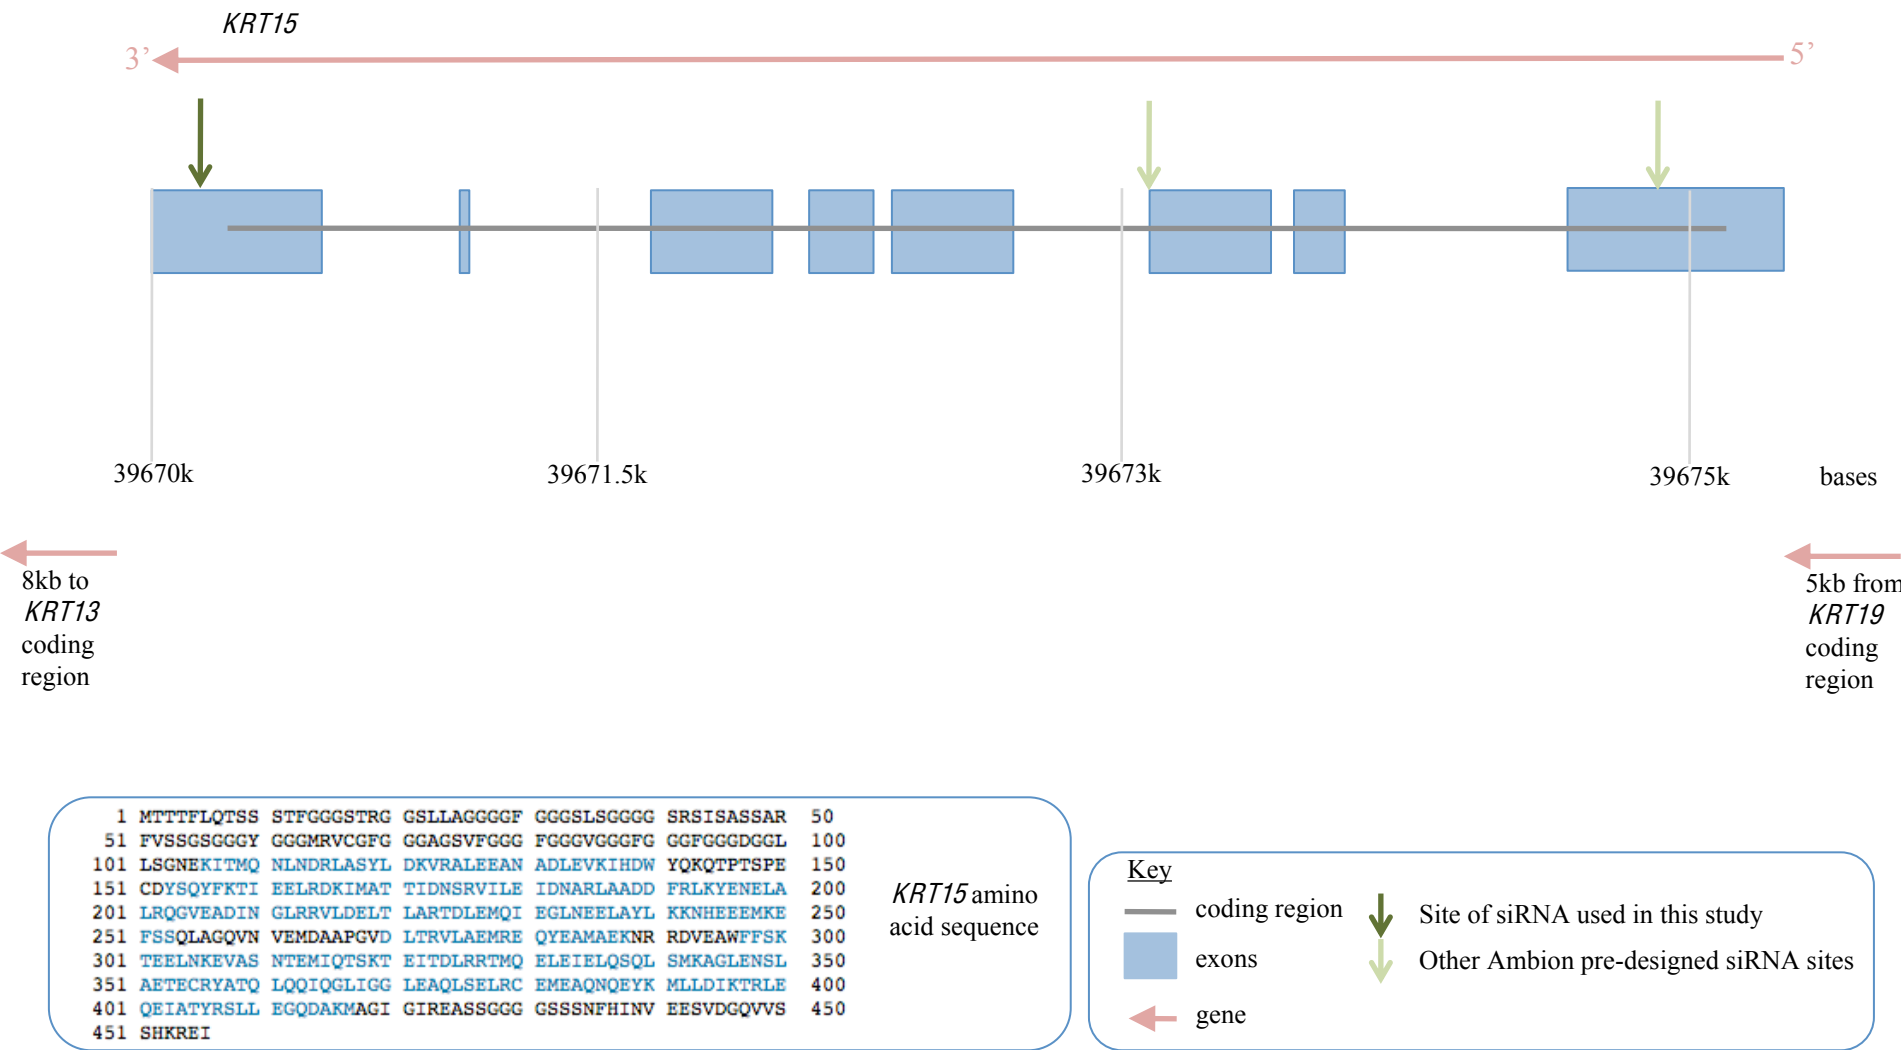 KRT15
3’
5’
39670k
39671.5k
39673k
39675k
bases
8kb to
KRT13
coding
region
5kb from
KRT19
coding
region
1 MTTTFLQTSS STFGGGSTRG GSLLAGGGGF GGGSLSGGGG SRSISASSAR 50
51 FVSSGSGGGY GGGMRVCGFG GGAGSVFGGG FGGGVGGGFG GGFGGGDGGL 100
101 LSGNEKITMQ NLNDRLASYL DKVRALEEAN ADLEVKIHDW YQKQTPTSPE 150
151 CDYSQYFKTI EELRDKIMAT TIDNSRVILE IDNARLAADD FRLKYENELA 200
201 LRQGVEADIN GLRRVLDELT LARTDLEMQI EGLNEELAYL KKNHEEEMKE 250
251 FSSQLAGQVN VEMDAAPGVD LTRVLAEMRE QYEAMAEKNR RDVEAWFFSK 300
301 TEELNKEVAS NTEMIQTSKT EITDLRRTMQ ELEIELQSQL SMKAGLENSL 350
351 AETECRYATQ LQQIQGLIGG LEAQLSELRC EMEAQNQEYK MLLDIKTRLE 400
401 QEIATYRSLL EGQDAKMAGI GIREASSGGG GSSSNFHINV EESVDGQVVS 450
451 SHKREI
KRT15 amino
acid sequence
Key
coding region
exons
gene
Site of siRNA used in this study
Other Ambion pre-designed siRNA sites